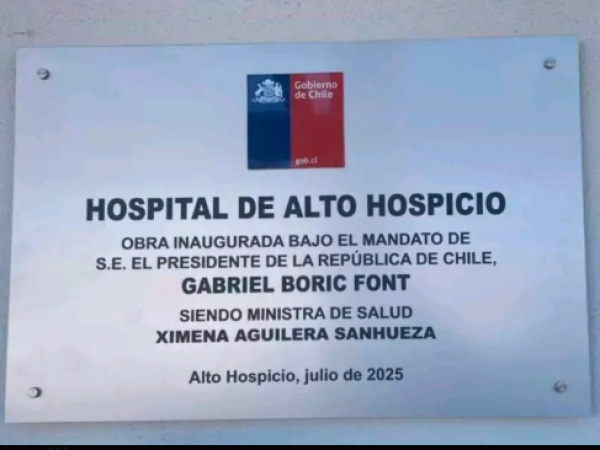 Gobierno
de Chile
gob.cl
HOSPITAL DE ALTO HOSPICIO
OBRA INAUGURADA BAJO EL MANDATO DE
S.E. EL PRESIDENTE DE LA REPÚBLICA DE CHILE,
GABRIEL BORIC FONT
SIENDO MINISTRA DE SALUD
XIMENA AGUILERA SANHUEZA
Alto Hospicio, julio de 2025